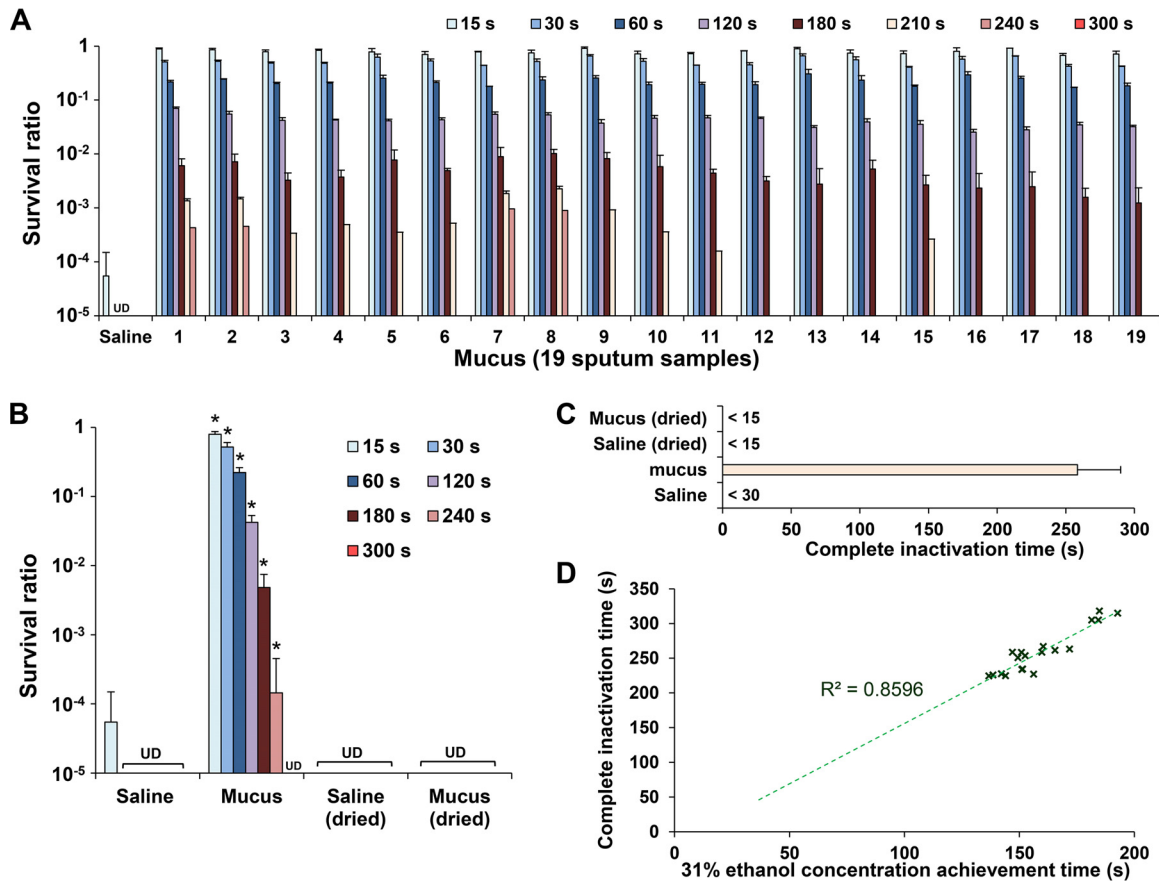 A
15 s 30 s 60 s 120 s 180 s 210 s 240 s 300 s
Survival ratio
1
10-1
10-2
10-3
10-4
10-5
UD
Saline 1 2 3 4 5 6 7 8 9 10 11 12 13 14 15 16 17 18 19
Mucus (19 sputum samples)
B
Survival ratio
1
10-1
10-2
10-3
10-4
10-5
15 s 30 s
60 s 120 s
180 s 240 s
300 s
* * * * * *
UD UD UD UD
Saline Mucus Saline (dried) Mucus (dried)
C
Mucus (dried) < 15
Saline (dried) < 15
mucus
Saline < 30
0 50 100 150 200 250 300
Complete inactivation time (s)
D
Complete inactivation time (s)
350
300
250
200
150
100
50
0
R² = 0.8596
0 50 100 150 200
31% ethanol concentration achievement time (s)